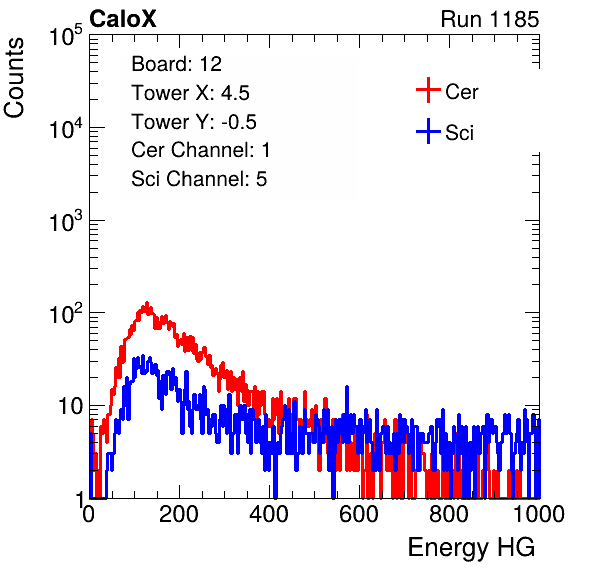 CaloX Run 1185
Counts
10^5
10^4
10^3
10^2
10
1
Board: 12
Tower X: 4.5
Tower Y: -0.5
Cer Channel: 1
Sci Channel: 5
Cer
Sci
0 200 400 600 800 1000
Energy HG